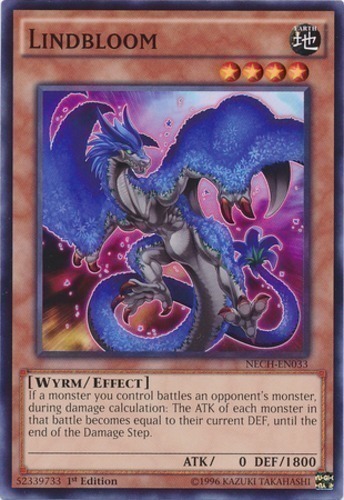 LINDBLOOM
EARTH
地
NECH-EN033
[WYRM/EFFECT]
If a monster you control battles an opponent's monster,
during damage calculation: The ATK of each monster in
that battle becomes equal to their current DEF, until
the end of the Damage Step.
ATK/ 0 DEF/1800
52339733 1st Edition ©1996 KAZUKI TAKAHASHI